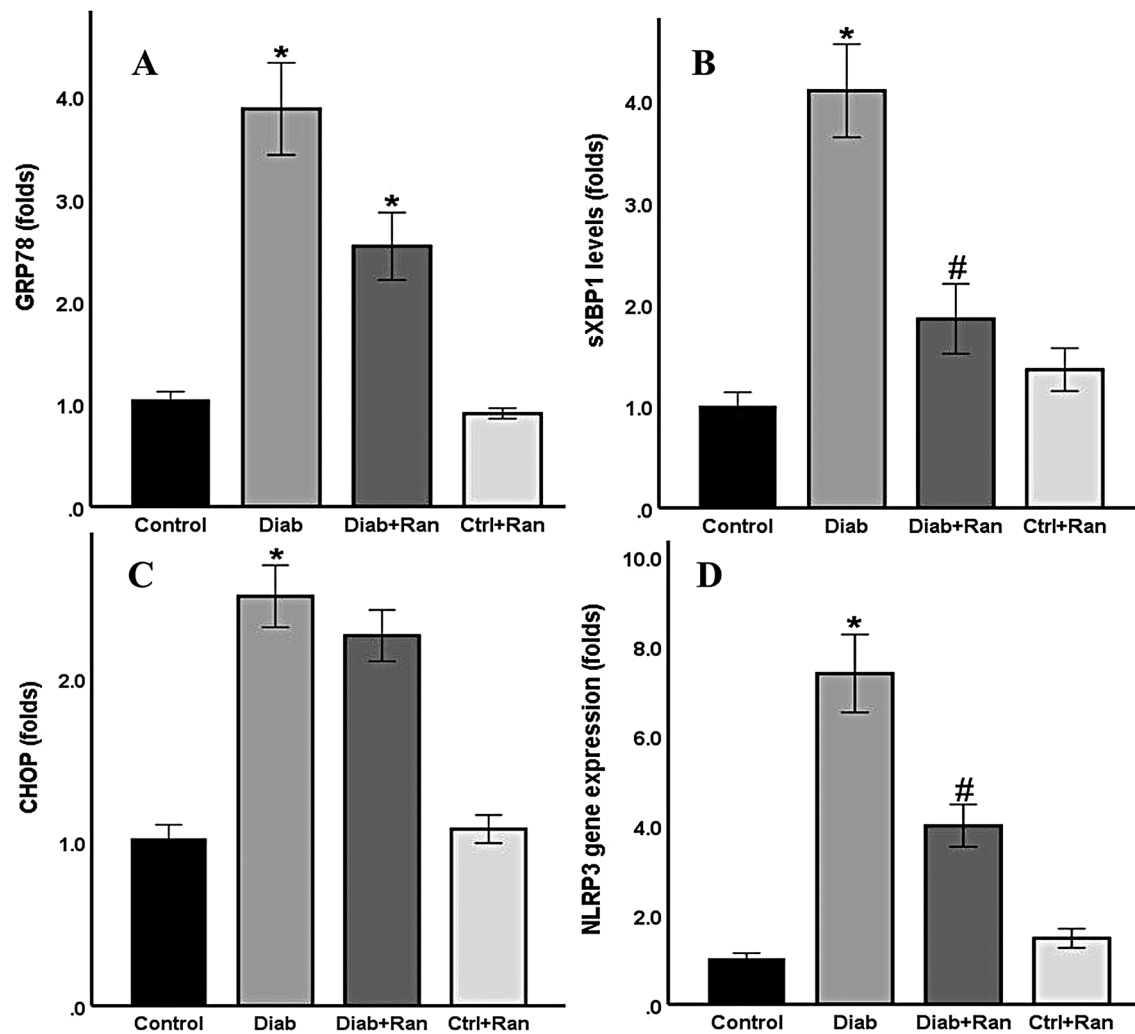 A
*
*
GRP78 (folds)
4.0
3.0
2.0
1.0
.0
Control Diab Diab+Ran Ctrl+Ran
B
*
#
sXBP1 levels (folds)
4.0
3.0
2.0
1.0
.0
Control Diab Diab+Ran Ctrl+Ran
C
*
CHOP (folds)
2.0
1.0
.0
Control Diab Diab+Ran Ctrl+Ran
D
*
#
NLRP3 gene expression (folds)
10.0
8.0
6.0
4.0
2.0
.0
Control Diab Diab+Ran Ctrl+Ran